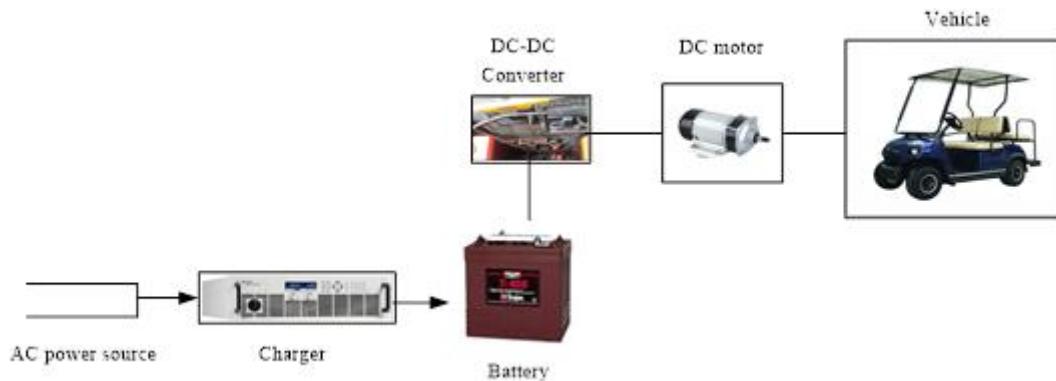 Vehicle
DC-DC
Converter
DC motor
AC power source
Charger
Battery